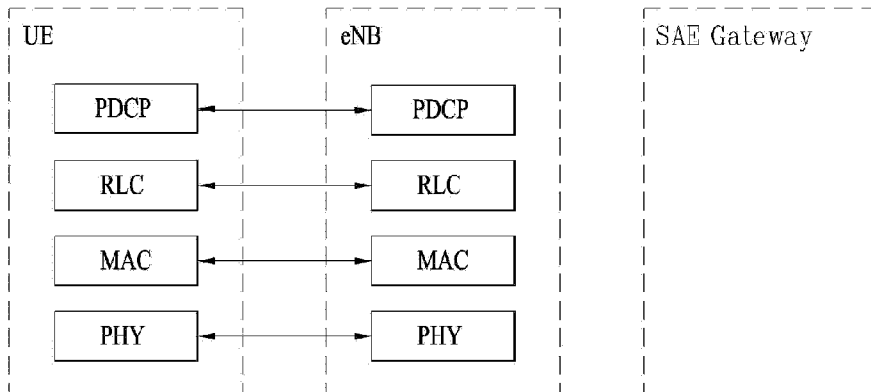 UE eNB SAE Gateway
PDCP PDCP
RLC RLC
MAC MAC
PHY PHY